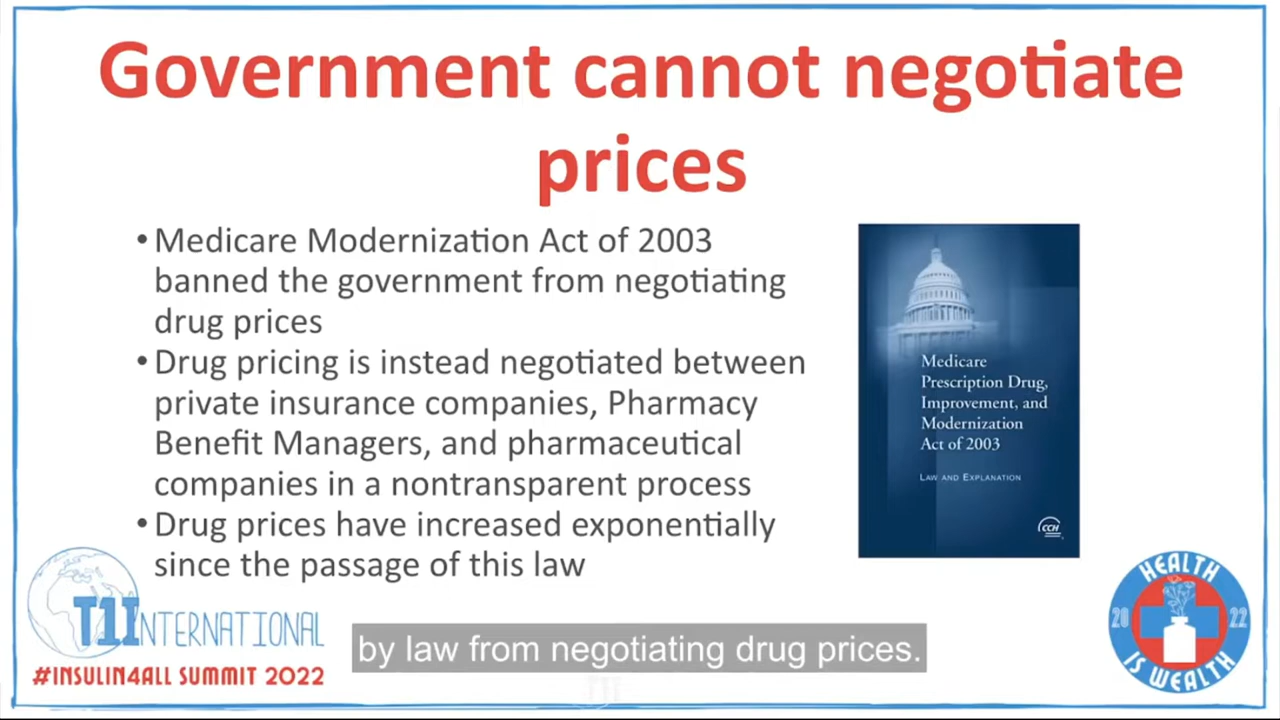 Government cannot negotiate
prices
•Medicare Modernization Act of 2003
banned the government from negotiating
drug prices
•Drug pricing is instead negotiated between
private insurance companies, Pharmacy
Benefit Managers, and pharmaceutical
companies in a nontransparent process
•Drug prices have increased exponentially
since the passage of this law
Medicare
Prescription Drug,
Improvement, and
Modernization
Act of 2003
LAW AND EXPLANATION
CCH
T1INTERNATIONAL
#INSULIN4ALL SUMMIT 2022
by law from negotiating drug prices.
HEALTH
20 22
IS WEALTH